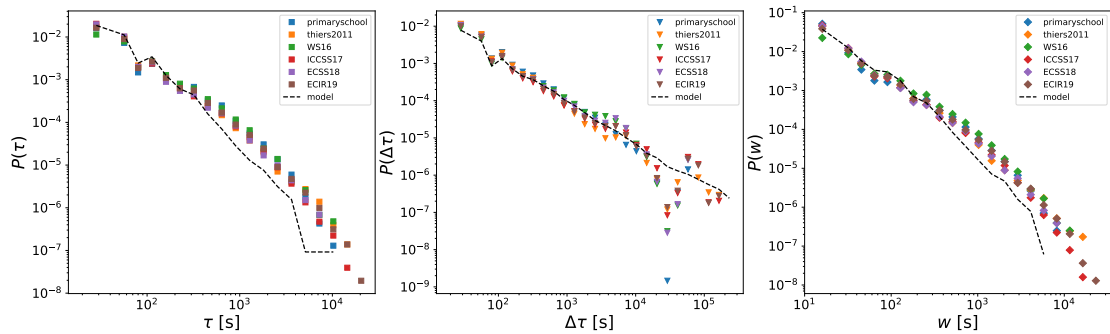 10⁻²
10⁻³
10⁻⁴
10⁻⁵
10⁻⁶
10⁻⁷
10⁻⁸
P(τ)
10²
10³
10⁴
τ [s]
primaryschool
thiers2011
WS16
ICCSS17
ECSS18
ECIR19
model
10⁻²
10⁻³
10⁻⁴
10⁻⁵
10⁻⁶
10⁻⁷
10⁻⁸
10⁻⁹
P(Δτ)
10²
10³
10⁴
10⁵
Δτ [s]
primaryschool
thiers2011
WS16
ICCSS17
ECSS18
ECIR19
model
10⁻¹
10⁻²
10⁻³
10⁻⁴
10⁻⁵
10⁻⁶
10⁻⁷
10⁻⁸
P(w)
10¹
10²
10³
10⁴
w [s]
primaryschool
thiers2011
WS16
ICCSS17
ECSS18
ECIR19
model